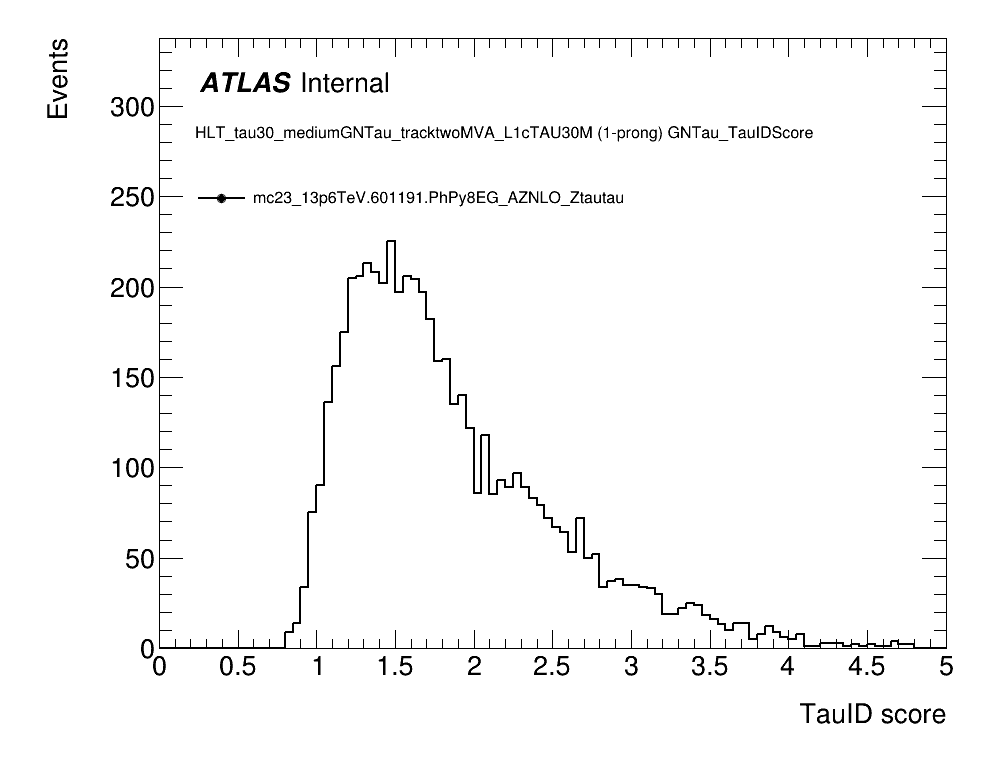 Events
ATLAS Internal
HLT_tau30_mediumGNTau_tracktwoMVA_L1cTAU30M (1-prong) GNTau_TauIDScore
mc23_13p6TeV.601191.PhPy8EG_AZNLO_Ztautau
300
250
200
150
100
50
0
0 0.5 1 1.5 2 2.5 3 3.5 4 4.5 5
TauID score